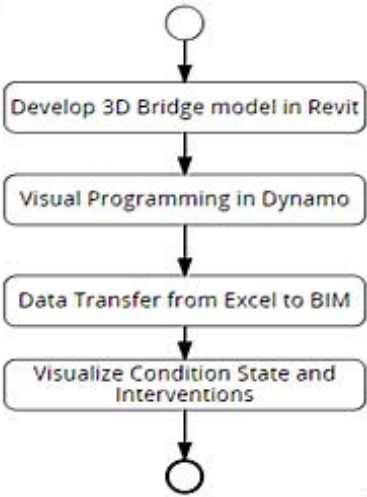 Develop 3D Bridge model in Revit
Visual Programming in Dynamo
Data Transfer from Excel to BIM
Visualize Condition State and
Interventions